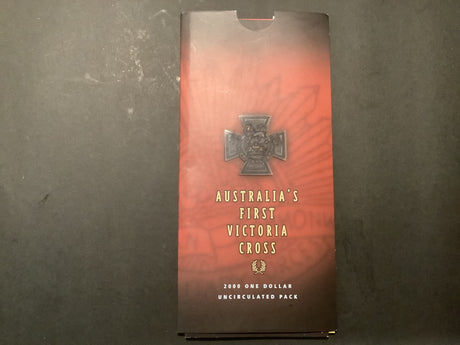 AUSTRALIA'S
FIRST
VICTORIA
CROSS
2000 ONE DOLLAR
UNCIRCULATED PACK